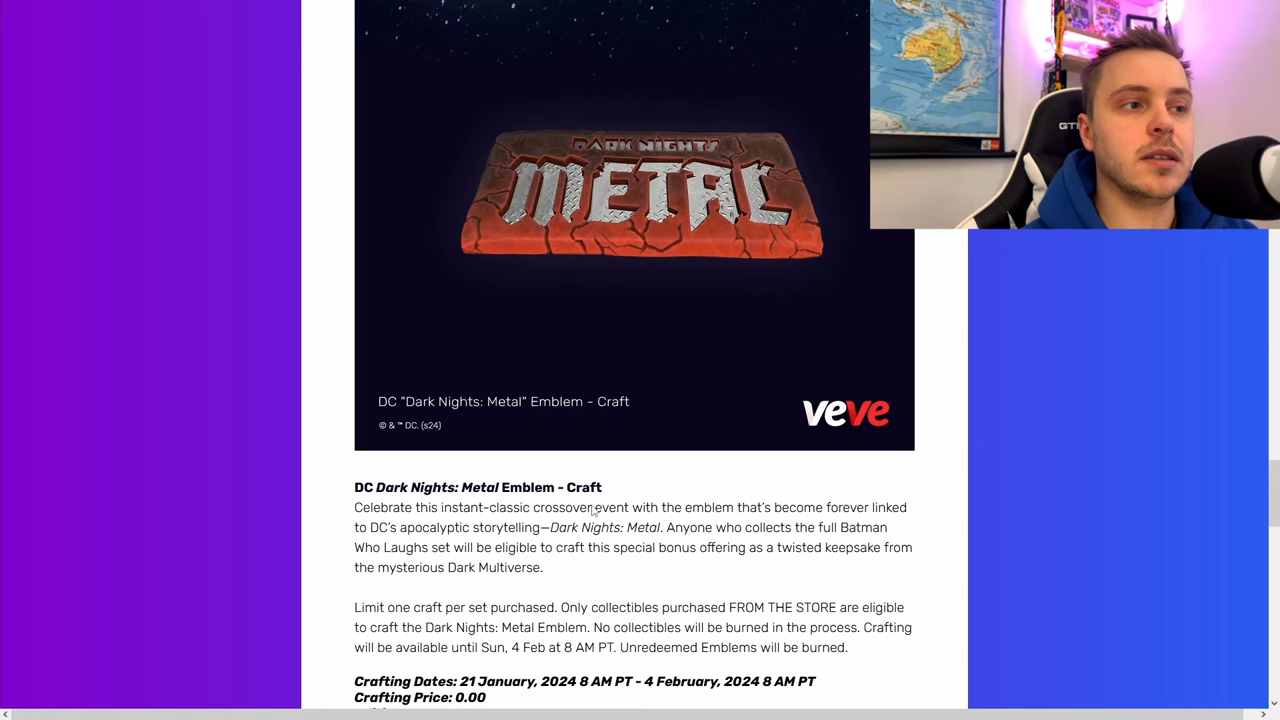 DARK NIGHTS
METAL
GT
DC "Dark Nights: Metal" Emblem - Craft
veve
© & ™ DC. (s24)
DC Dark Nights: Metal Emblem - Craft
Celebrate this instant-classic crossover event with the emblem that's become forever linked
to DC's apocalyptic storytelling—Dark Nights: Metal. Anyone who collects the full Batman
Who Laughs set will be eligible to craft this special bonus offering as a twisted keepsake from
the mysterious Dark Multiverse.
Limit one craft per set purchased. Only collectibles purchased FROM THE STORE are eligible
to craft the Dark Nights: Metal Emblem. No collectibles will be burned in the process. Crafting
will be available until Sun, 4 Feb at 8 AM PT. Unredeemed Emblems will be burned.
Crafting Dates: 21 January, 2024 8 AM PT - 4 February, 2024 8 AM PT
Crafting Price: 0.00